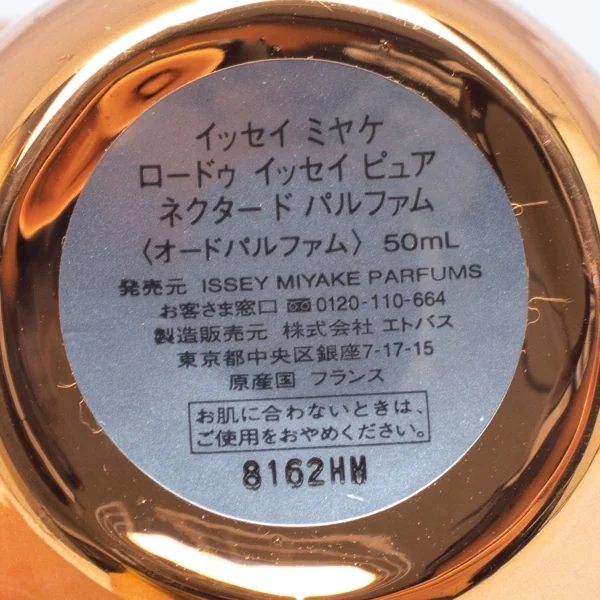 イッセイ ミヤケ
ロードゥ イッセイ ピュア
ネクタード パルファム
〈オードパルファム〉 50mL
発売元 ISSEY MIYAKE PARFUMS
お客さま窓口 0120-110-664
製造販売元 株式会社 エトバス
東京都中央区銀座7-17-15
原産国 フランス
お肌に合わないときは、
ご使用をおやめください。
8162HM